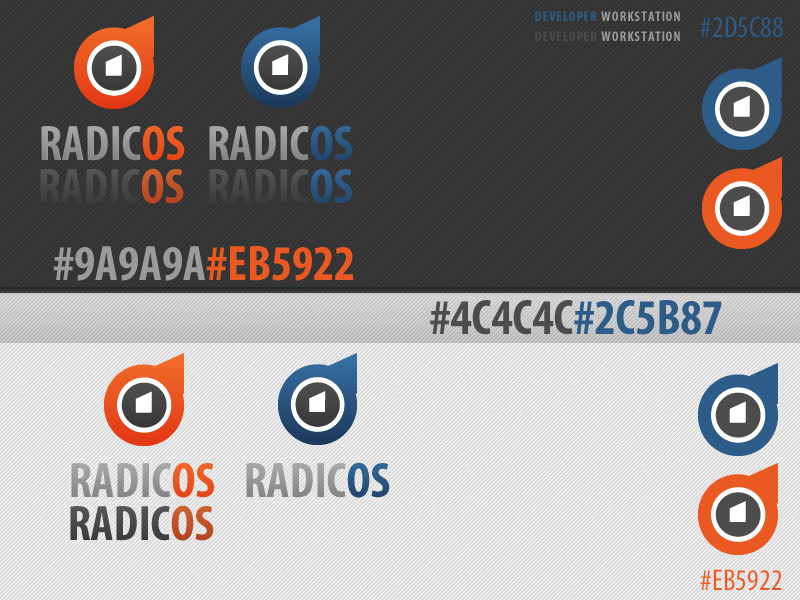 DEVELOPER WORKSTATION
DEVELOPER WORKSTATION
#2D5C88
RADICOS RADICOS
RADICOS RADICOS
#9A9A9A#EB5922
#4C4C4C#2C5B87
RADICOS RADICOS
RADICOS
#EB5922